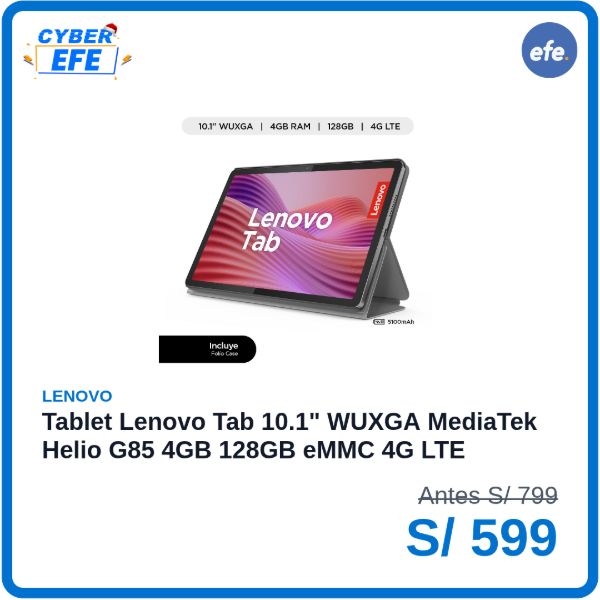 CYBER
EFE
efe.
10.1" WUXGA | 4GB RAM | 128GB | 4G LTE
Lenovo
Lenovo
Tab
5100mAh
Incluye
Folio Case
LENOVO
Tablet Lenovo Tab 10.1" WUXGA MediaTek
Helio G85 4GB 128GB eMMC 4G LTE
Antes S/ 799
S/ 599